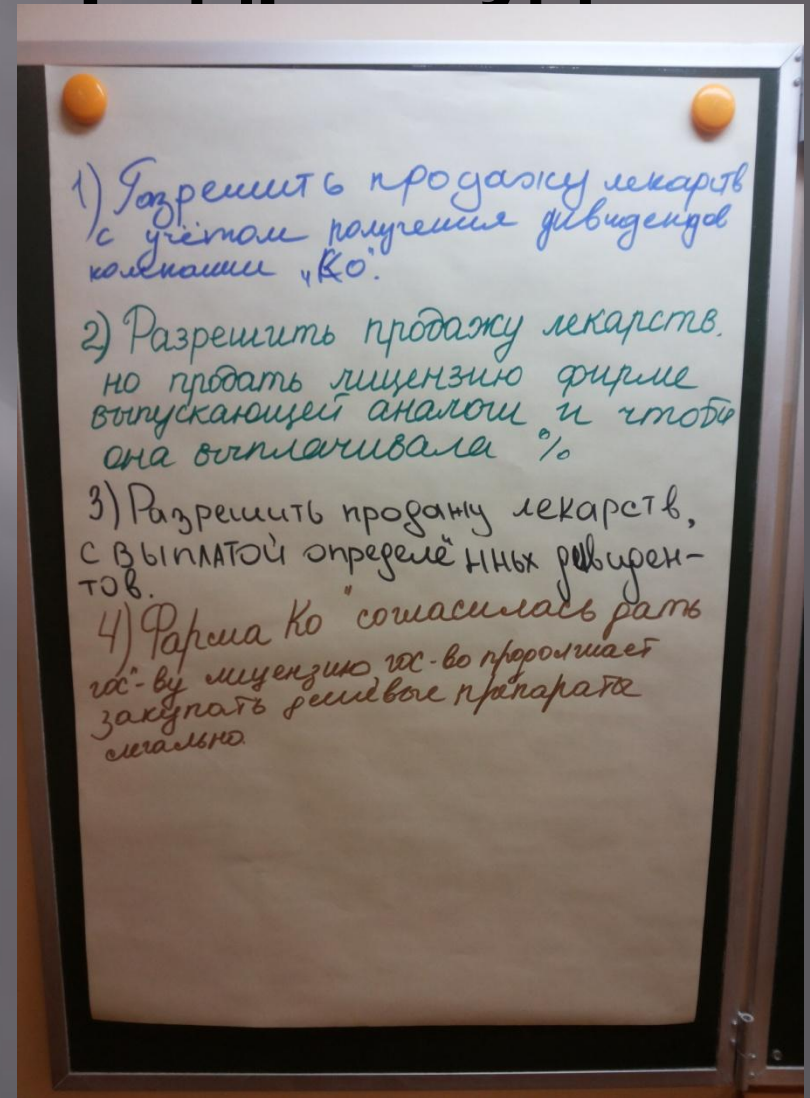 1) Разрешить продажу лекарств
с учётом получения дивидендов
компании „Ко".
2) Разрешить продажу лекарств.
но продать лицензию фирме
выпускающей аналоги и чтобы
она выплачивала %
3) Разрешить продажу лекарств,
с выплатой определённых дивиден-
тов.
4) Фарма Ко" согласилась дать
гос"-ву лицензию гос-во продолжает
закупать дешёвые препараты
легально.